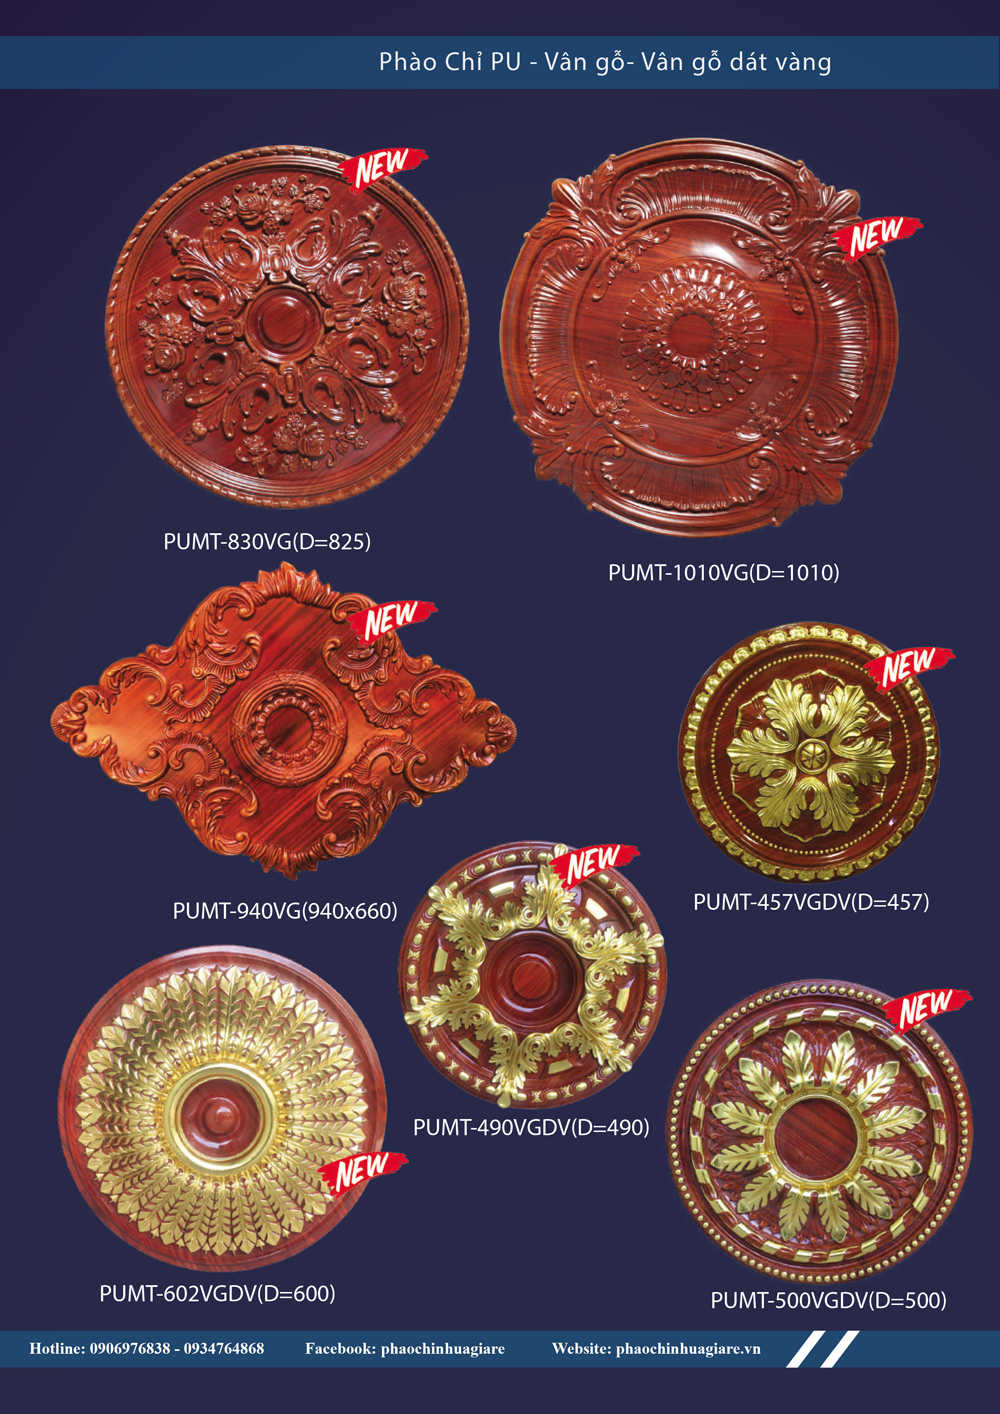 Phào Chỉ PU - Vân gỗ- Vân gỗ dát vàng
NEW
NEW
PUMT-830VG(D=825)
PUMT-1010VG(D=1010)
NEW
NEW
PUMT-940VG(940x660)
PUMT-457VGDV(D=457)
NEW
PUMT-490VGDV(D=490)
NEW
NEW
PUMT-602VGDV(D=600)
PUMT-500VGDV(D=500)
Hotline: 0906976838 - 0934764868 Facebook: phaochinhuagiare Website: phaochinhuagiare.vn